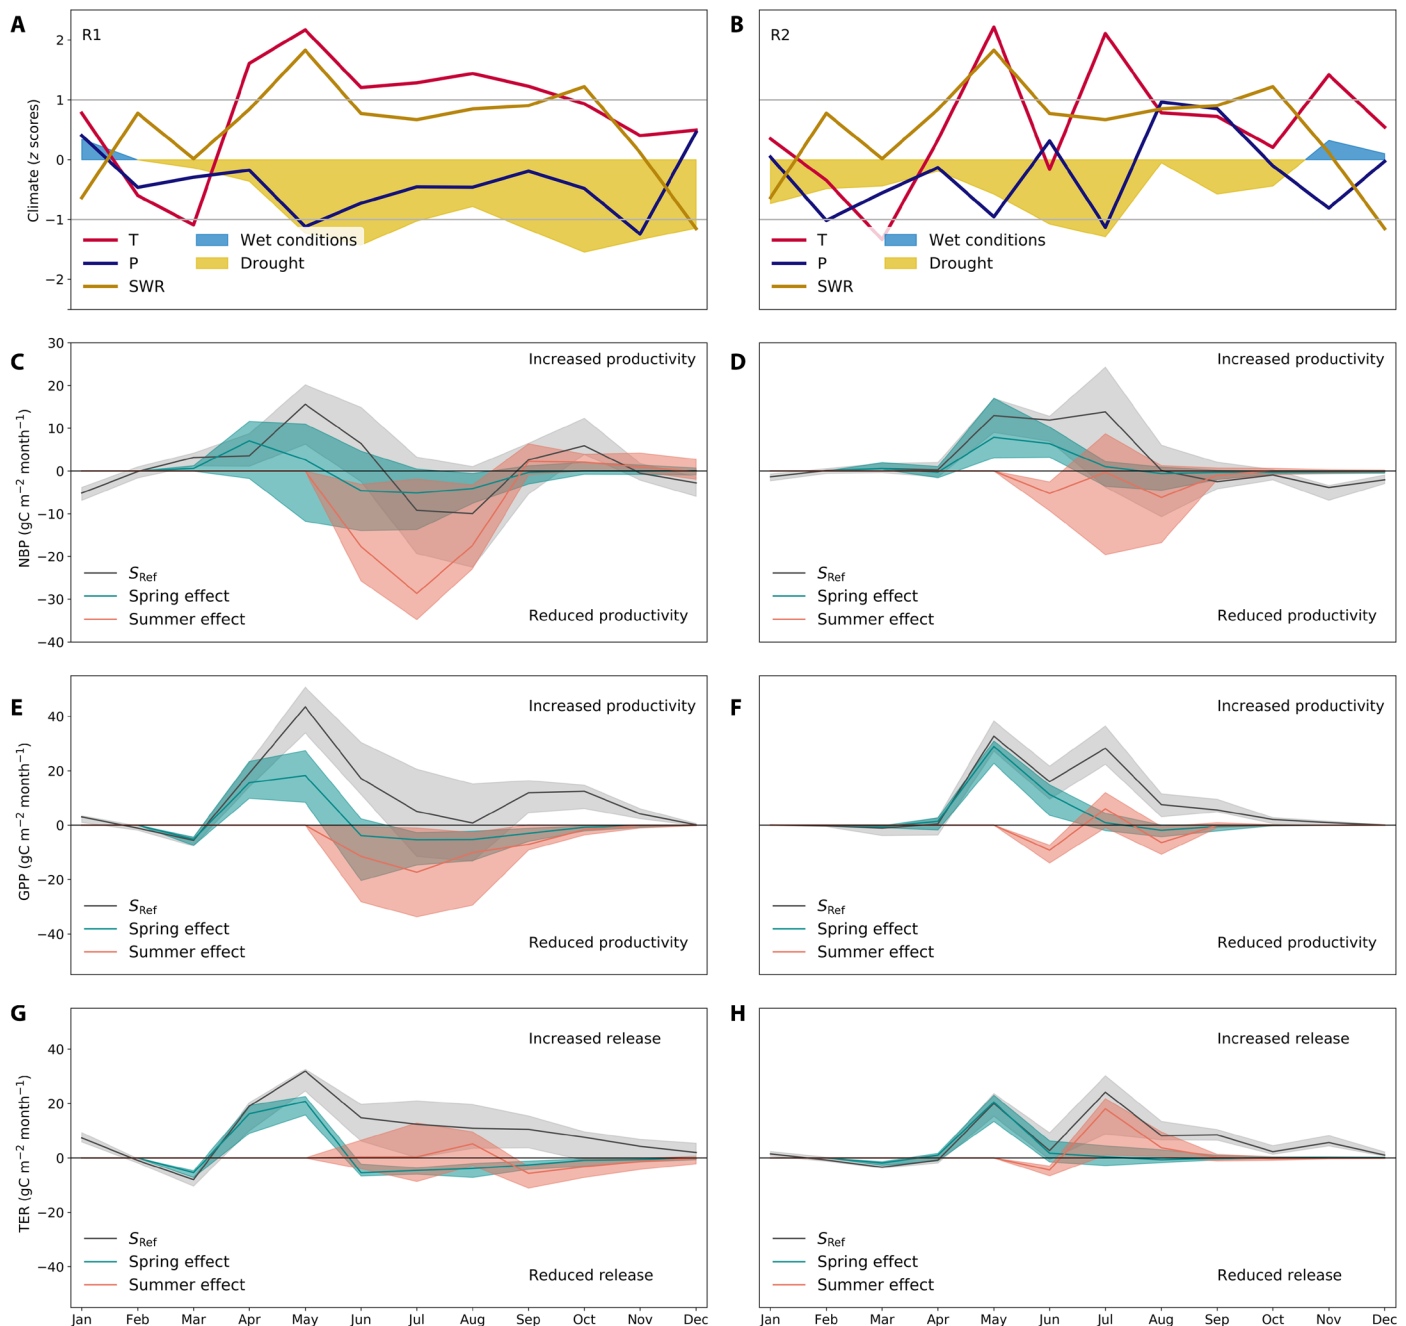 A
R1
Climate (z scores)
2
1
0
−1
−2
T
P
SWR
Wet conditions
Drought
B
R2
T
P
SWR
Wet conditions
Drought
C
Increased productivity
NBP (gC m−2 month−1)
30
20
10
0
−10
−20
−30
−40
SRef
Spring effect
Summer effect
Reduced productivity
D
Increased productivity
SRef
Spring effect
Summer effect
Reduced productivity
E
Increased productivity
GPP (gC m−2 month−1)
40
20
0
−20
−40
SRef
Spring effect
Summer effect
Reduced productivity
F
Increased productivity
SRef
Spring effect
Summer effect
Reduced productivity
G
Increased release
TER (gC m−2 month−1)
40
20
0
−20
−40
SRef
Spring effect
Summer effect
Reduced release
Jan Feb Mar Apr May Jun Jul Aug Sep Oct Nov Dec
H
Increased release
SRef
Spring effect
Summer effect
Reduced release
Jan Feb Mar Apr May Jun Jul Aug Sep Oct Nov Dec